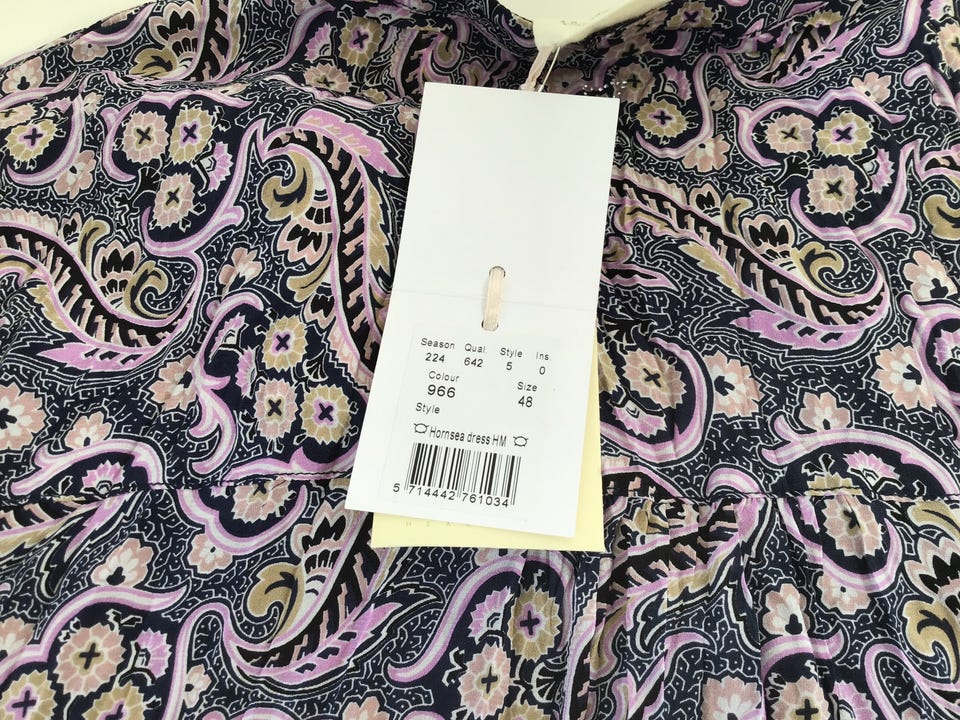 Season Qual. Style Ins.
224 642 5 0
Colour Size
966 48
Style
Hornsea dress HM
5 714442 761034